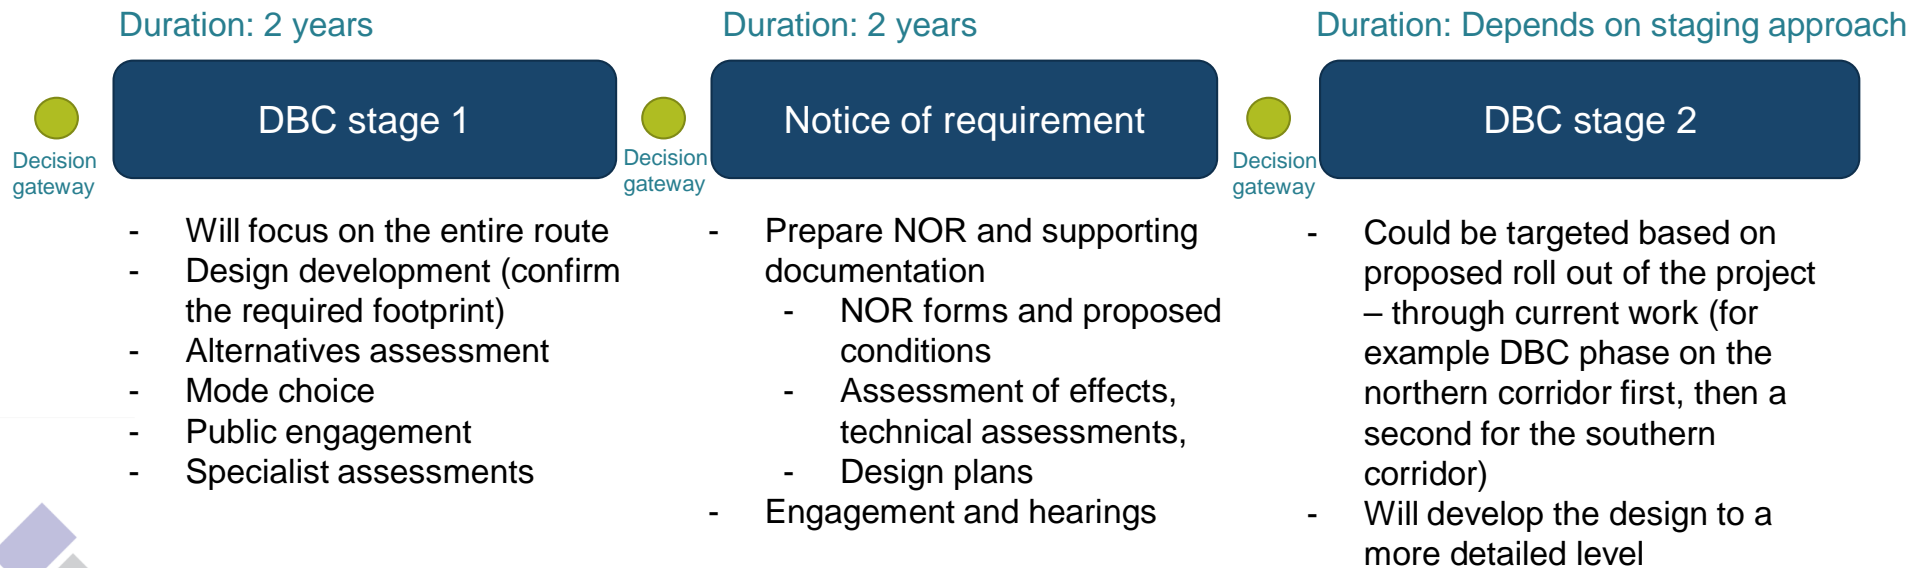 Duration: 2 years
DBC stage 1
Decision
gateway
- Will focus on the entire route
- Design development (confirm
the required footprint)
- Alternatives assessment
- Mode choice
- Public engagement
- Specialist assessments
Duration: 2 years
Notice of requirement
Decision
gateway
- Prepare NOR and supporting
documentation
- NOR forms and proposed
conditions
- Assessment of effects,
technical assessments,
- Design plans
- Engagement and hearings
Duration: Depends on staging approach
DBC stage 2
Decision
gateway
- Could be targeted based on
proposed roll out of the project
– through current work (for
example DBC phase on the
northern corridor first, then a
second for the southern
corridor)
- Will develop the design to a
more detailed level